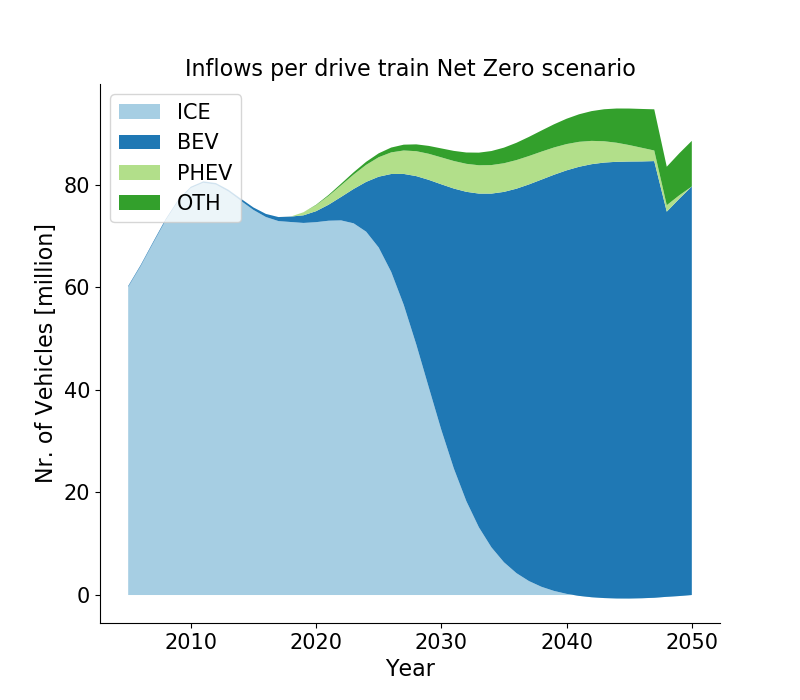 Inflows per drive train Net Zero scenario
ICE
BEV
PHEV
OTH
Nr. of Vehicles [million]
80
60
40
20
0
2010 2020 2030 2040 2050
Year